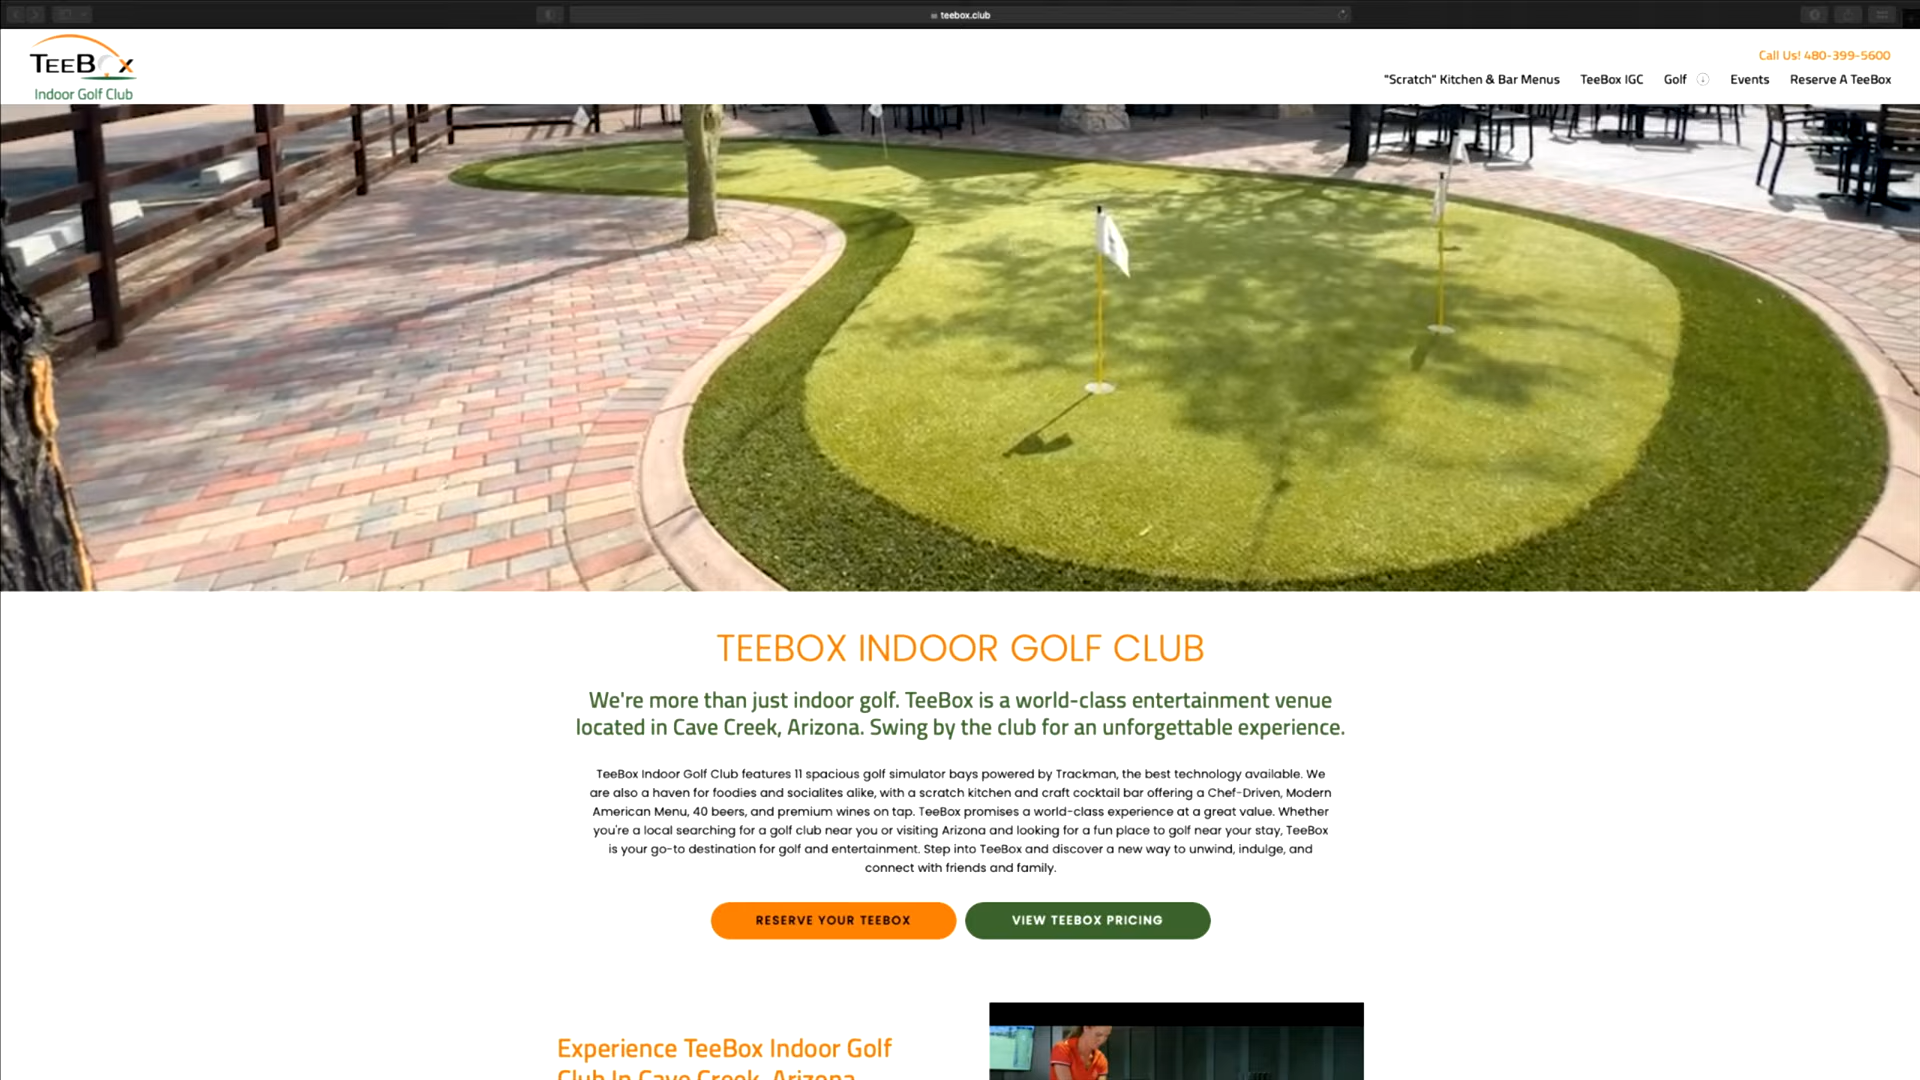 teebox.club
TEEBOX
Indoor Golf Club
Call Us! 480-399-5600
"Scratch" Kitchen & Bar Menus TeeBox IGC Golf Events Reserve A TeeBox
TEEBOX INDOOR GOLF CLUB
We're more than just indoor golf. TeeBox is a world-class entertainment venue
located in Cave Creek, Arizona. Swing by the club for an unforgettable experience.
TeeBox Indoor Golf Club features 11 spacious golf simulator bays powered by Trackman, the best technology available. We
are also a haven for foodies and socialites alike, with a scratch kitchen and craft cocktail bar offering a Chef-Driven, Modern
American Menu, 40 beers, and premium wines on tap. TeeBox promises a world-class experience at a great value. Whether
you're a local searching for a golf club near you or visiting Arizona and looking for a fun place to golf near your stay, TeeBox
is your go-to destination for golf and entertainment. Step into TeeBox and discover a new way to unwind, indulge, and
connect with friends and family.
RESERVE YOUR TEEBOX VIEW TEEBOX PRICING
Experience TeeBox Indoor Golf
Club In Cave Creek, Arizona